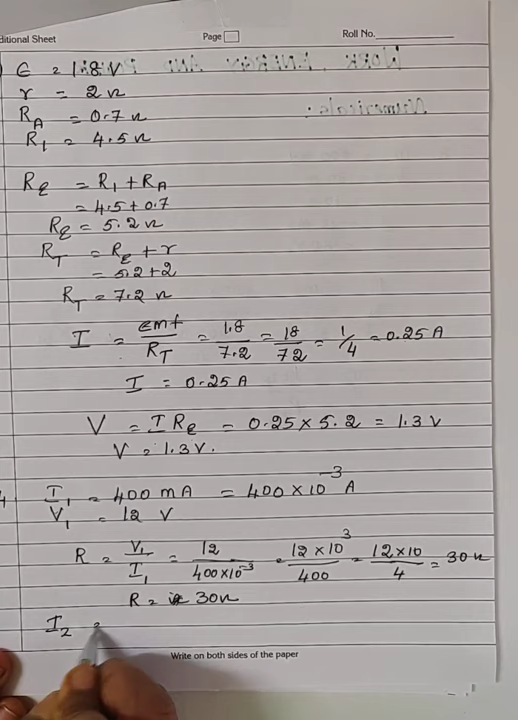 ditional Sheet Page Roll No.
E = 1.8 V
r = 2 Ω
R_A = 0.7 Ω
R_1 = 4.5 Ω
R_e = R_1 + R_A
= 4.5 + 0.7
R_e = 5.2 Ω
R_T = R_e + r
= 5.2 + 2
R_T = 7.2 Ω
I = emf/R_T = 1.8/7.2 = 18/72 = 1/4 = 0.25 A
I = 0.25 A
V = I R_e = 0.25 × 5.2 = 1.3 V
V = 1.3 V.
4 I_1 = 400 mA = 400 × 10^-3 A
V_1 = 12 V
R = V_1/I_1 = 12/400×10^-3 = 12 × 10^3/400 = 12 × 10/4 = 30 Ω
R = 30 Ω
I_2 =
Write on both sides of the paper